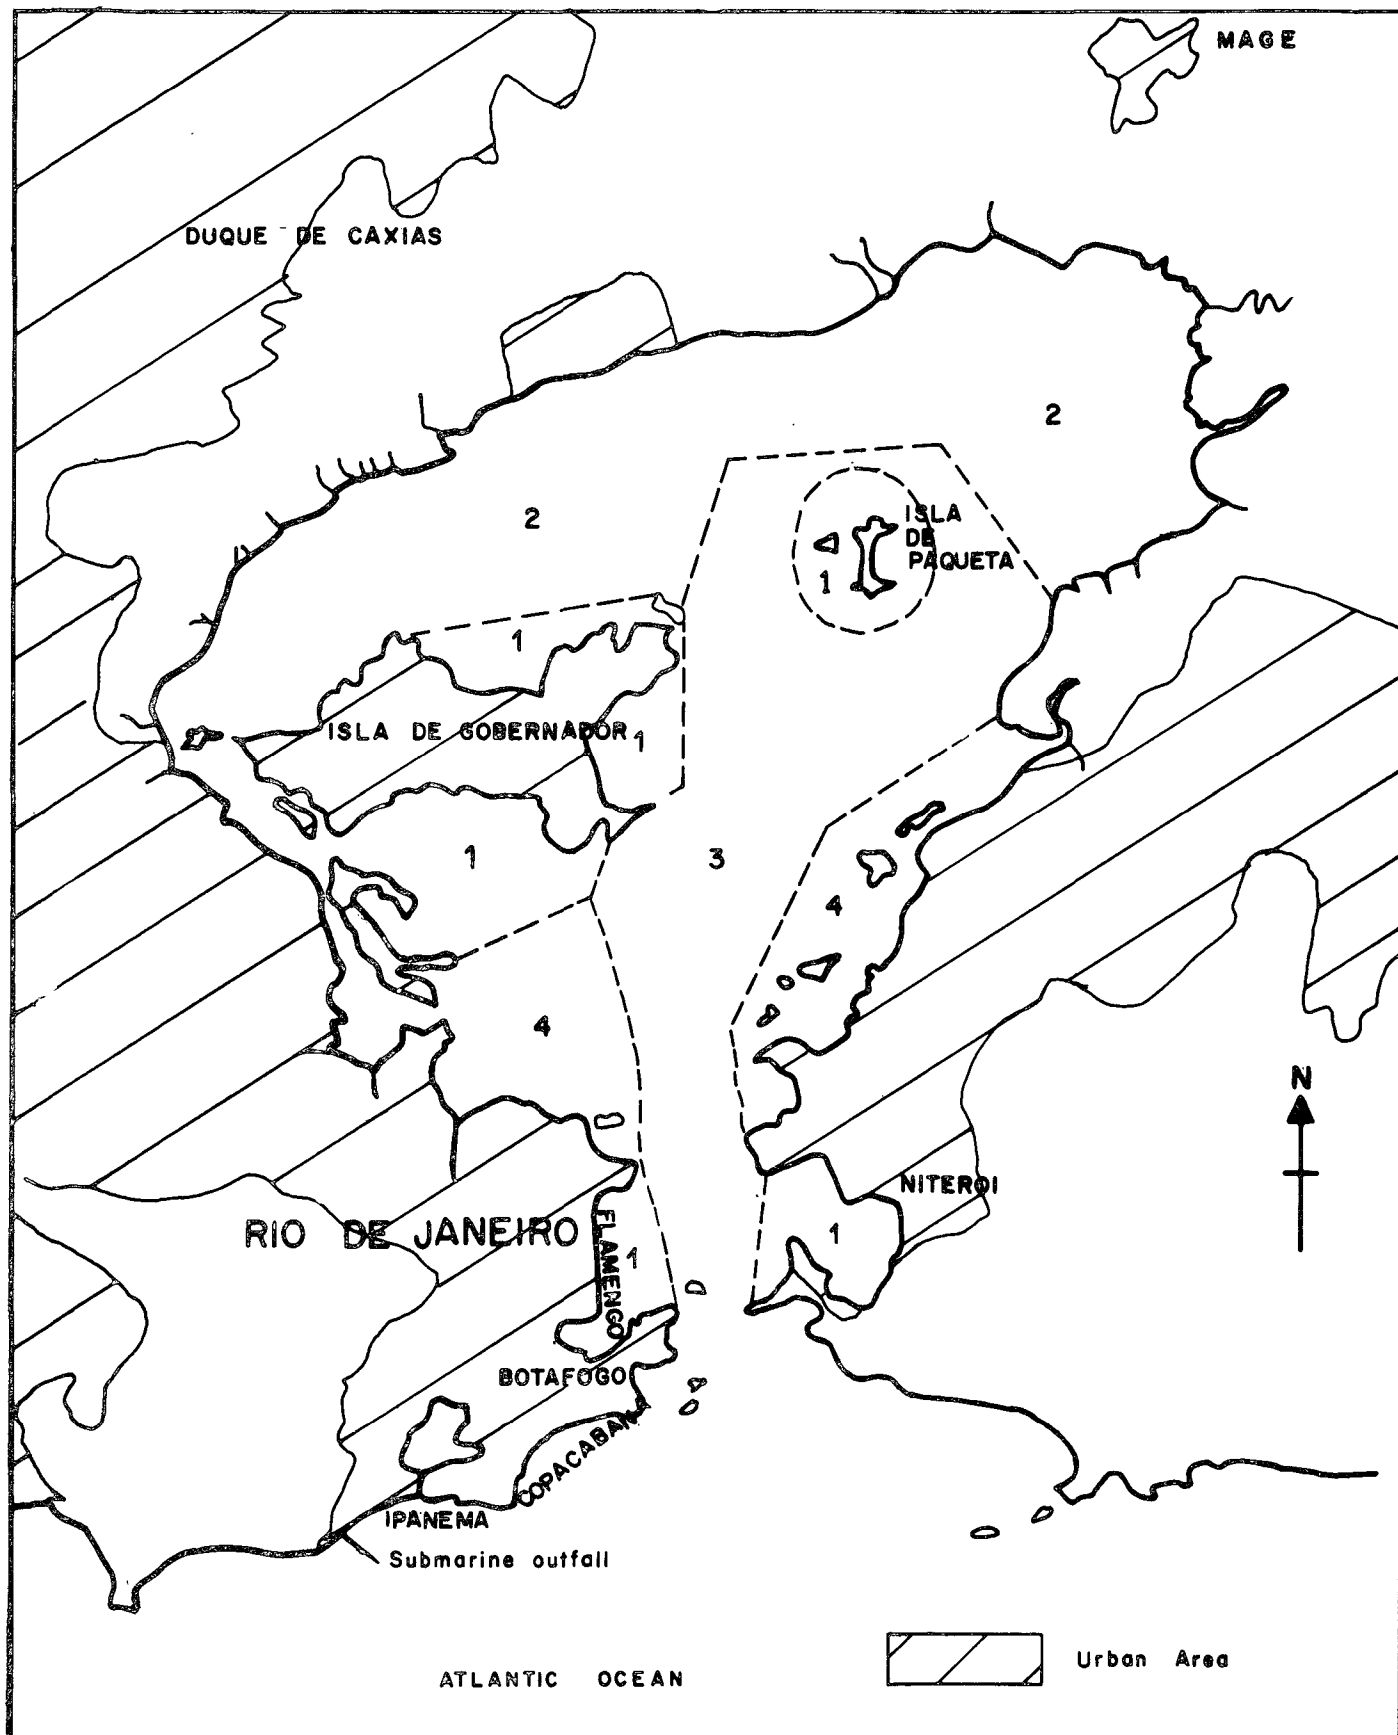 MAGE
DUQUE DE CAXIAS
2
2
ISLA
DE
PAQUETA
1
1
ISLA DE GOBERNADOR
1
1
3
4
4
N
NITEROI
RIO DE JANEIRO
FLAMENGO
1
1
BOTAFOGO
COPACABANA
IPANEMA
Submarine outfall
Urban Area
ATLANTIC OCEAN